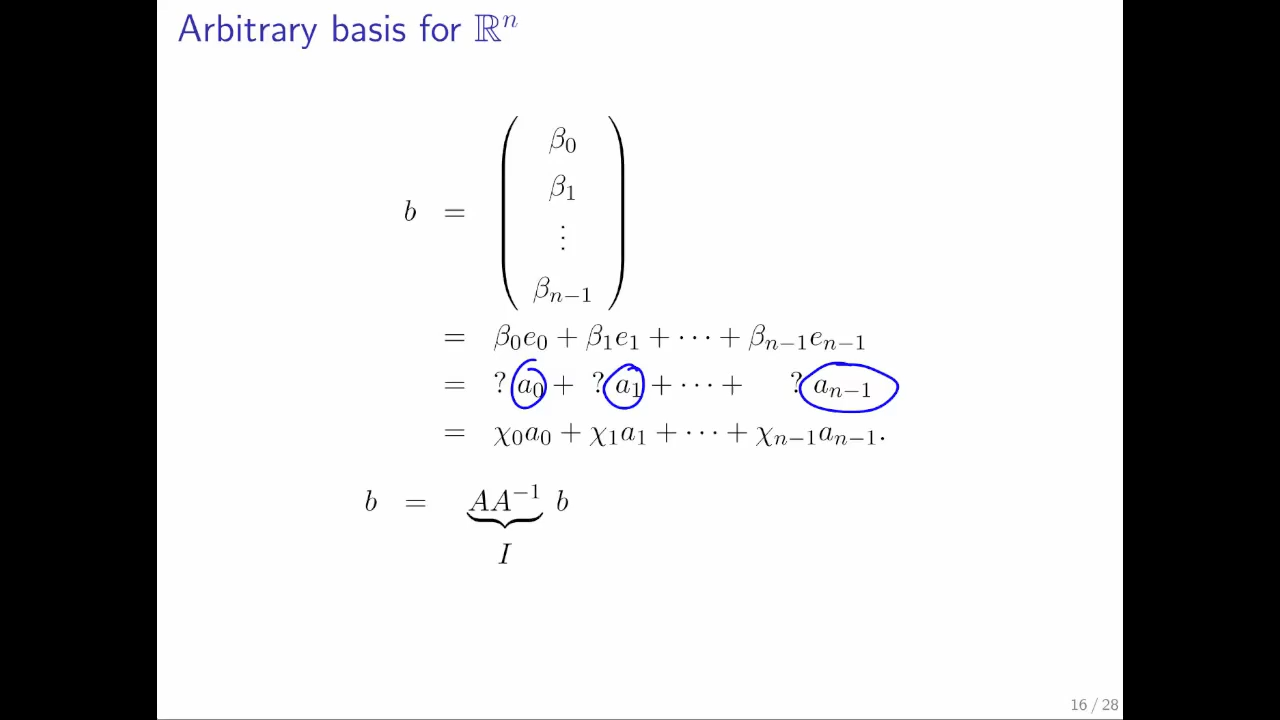 Arbitrary basis for ℝⁿ
b = ( β₀
β₁
⋮
βₙ₋₁ )
= β₀e₀ + β₁e₁ + ⋯ + βₙ₋₁eₙ₋₁
= ? a₀ + ? a₁ + ⋯ + ? aₙ₋₁
= χ₀a₀ + χ₁a₁ + ⋯ + χₙ₋₁aₙ₋₁.
b = AA⁻¹ b
I
16 / 28